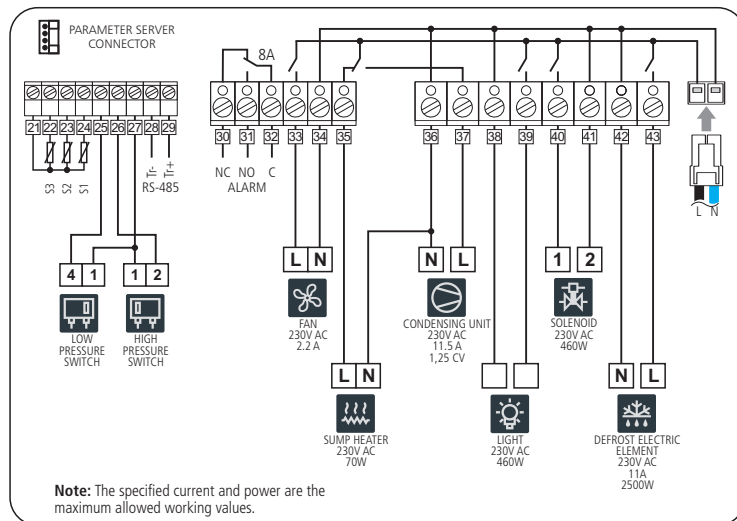 PARAMETER SERVER
CONNECTOR
8A
21 22 23 24 25 26 27 28 29
30 31 32 33 34 35
36 37 38 39 40 41 42 43
S3
S2
S1
Tr-
Tr+
RS-485
NC NO C
ALARM
L N
4 1
1 2
L N
N L
1 2
LOW
PRESSURE
SWITCH
HIGH
PRESSURE
SWITCH
FAN
230V AC
2.2 A
CONDENSING UNIT
230V AC
11.5 A
1,25 CV
SOLENOID
230V AC
460W
L N
N L
SUMP HEATER
230V AC
70W
LIGHT
230V AC
460W
DEFROST ELECTRIC
ELEMENT
230V AC
11A
2500W
Note: The specified current and power are the
maximum allowed working values.